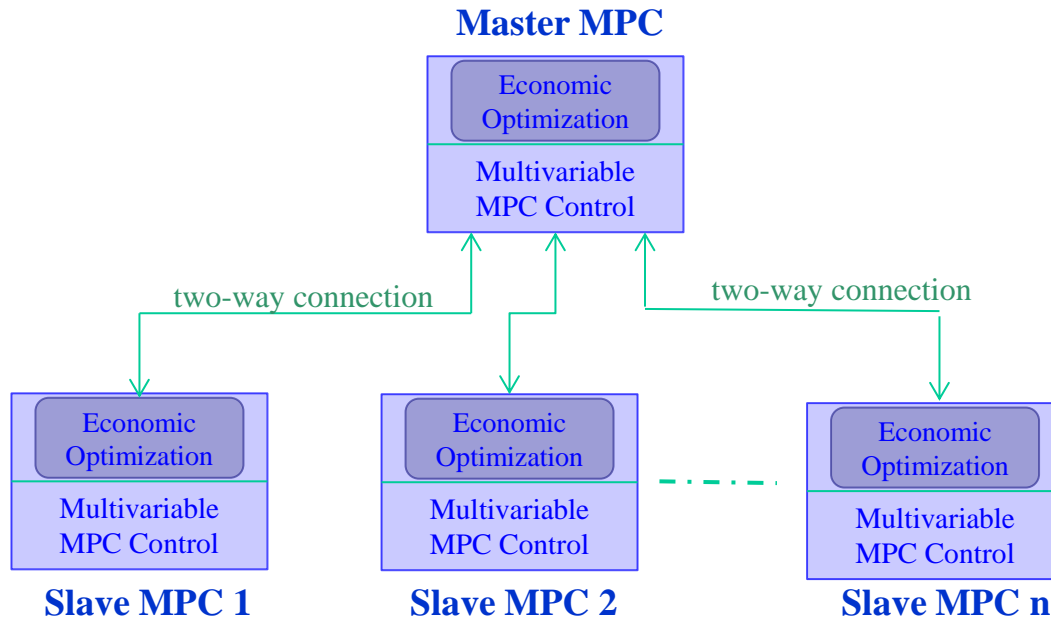 Master MPC
Economic
Optimization
Multivariable
MPC Control
two-way connection
two-way connection
Economic
Optimization
Multivariable
MPC Control
Slave MPC 1
Economic
Optimization
Multivariable
MPC Control
Slave MPC 2
Economic
Optimization
Multivariable
MPC Control
Slave MPC n